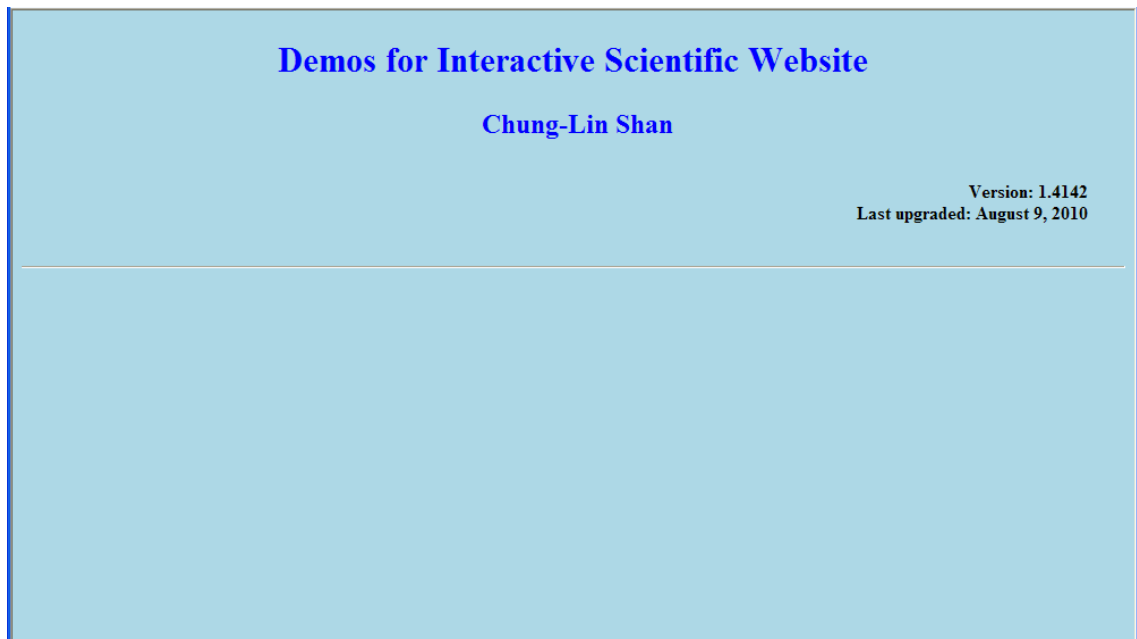 Demos for Interactive Scientific Website
Chung-Lin Shan
Version: 1.4142
Last upgraded: August 9, 2010